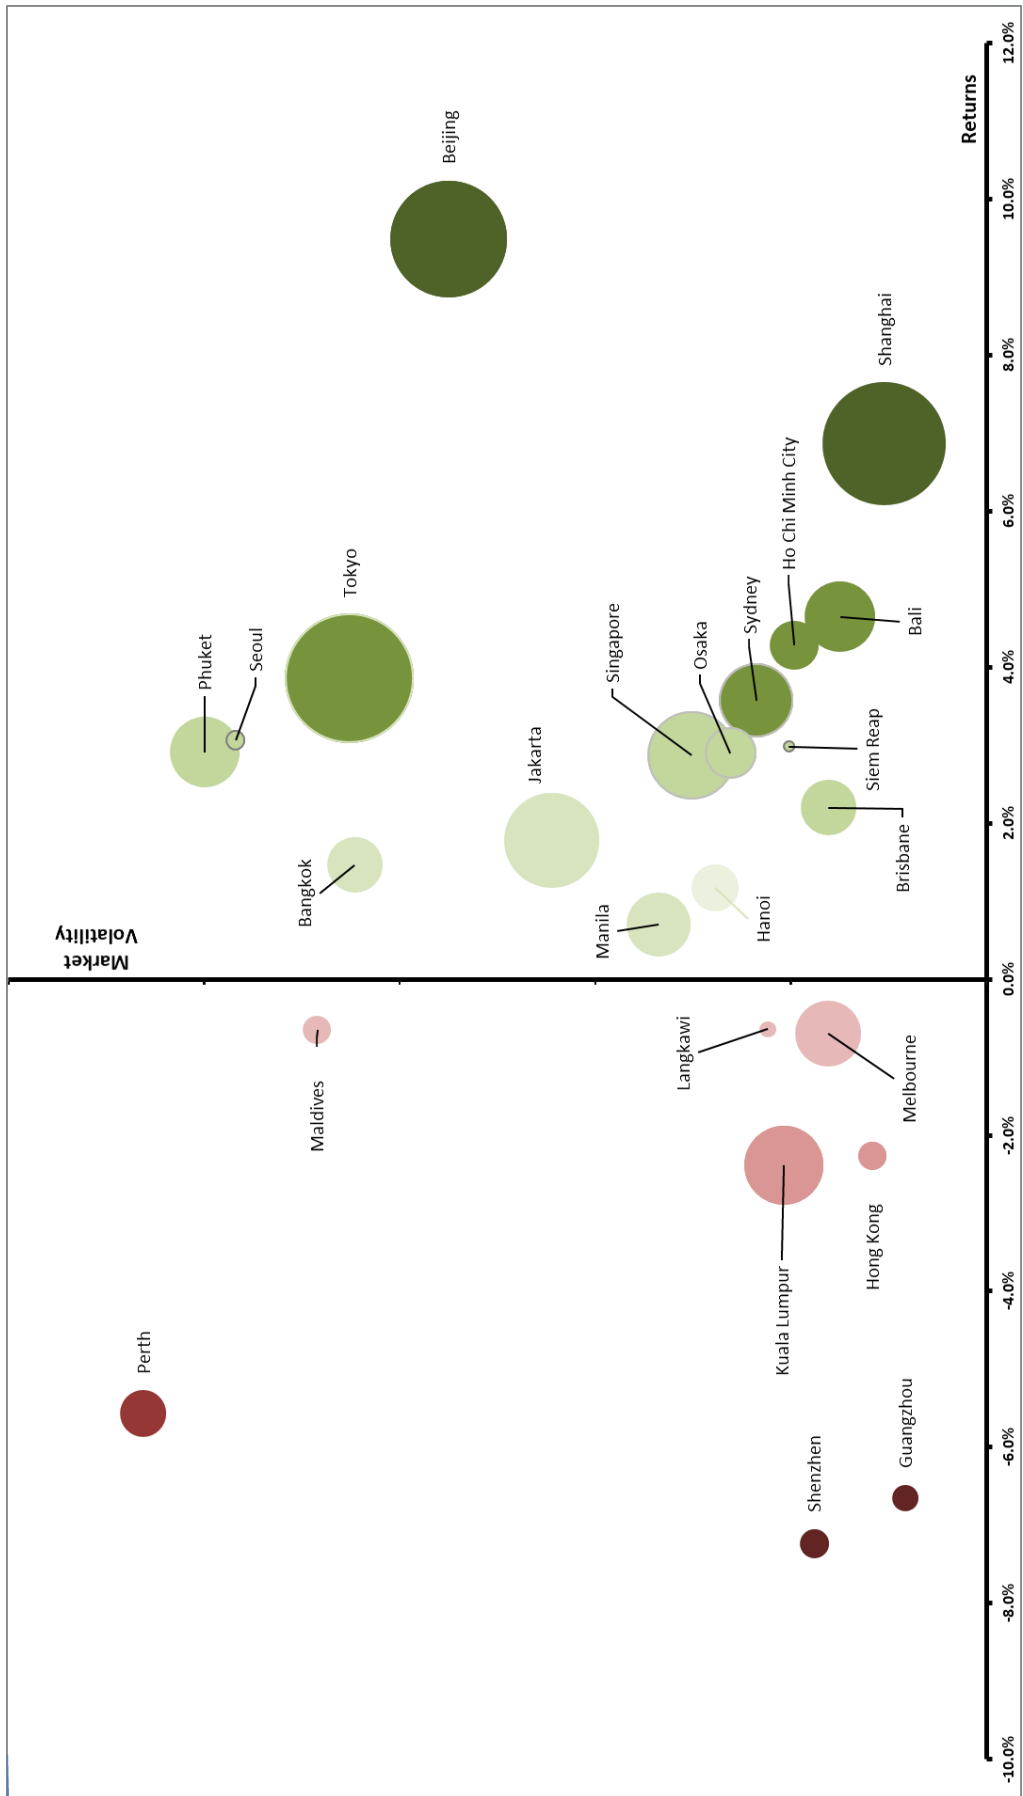 Market
Volatility
Perth
Phuket
Seoul
Maldives
Bangkok
Tokyo
Beijing
Jakarta
Manila
Singapore
Langkawi
Osaka
Hanoi
Sydney
Kuala Lumpur
Ho Chi Minh City
Shenzhen
Siem Reap
Hong Kong
Shanghai
Brisbane
Melbourne
Guangzhou
Bali
Returns
-10.0%
-8.0%
-6.0%
-4.0%
-2.0%
0.0%
2.0%
4.0%
6.0%
8.0%
10.0%
12.0%